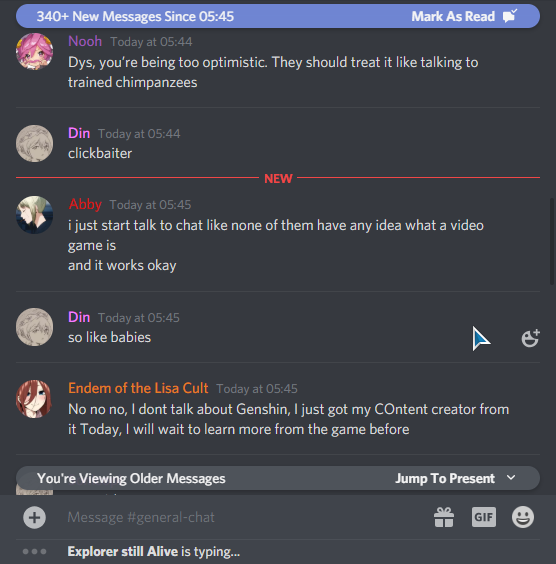 340+ New Messages Since 05:45 Mark As Read
Nooh Today at 05:44
Dys, you're being too optimistic. They should treat it like talking to
trained chimpanzees
Din Today at 05:44
clickbaiter
NEW
Abby Today at 05:45
i just start talk to chat like none of them have any idea what a video
game is
and it works okay
Din Today at 05:45
so like babies
Endem of the Lisa Cult Today at 05:45
No no no, I dont talk about Genshin, I just got my COntent creator from
it Today, I will wait to learn more from the game before
You're Viewing Older Messages Jump To Present
Message #general-chat
GIF
Explorer still Alive is typing...